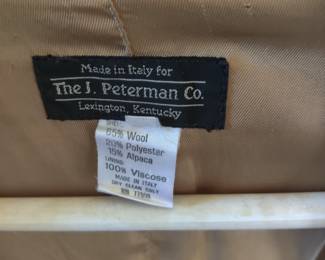 Made in Italy for
The J. Peterman Co.
Lexington, Kentucky
65% Wool
20% Polyester
15% Alpaca
LINING:
100% Viscose
MADE IN ITALY
DRY CLEAN ONLY
RN